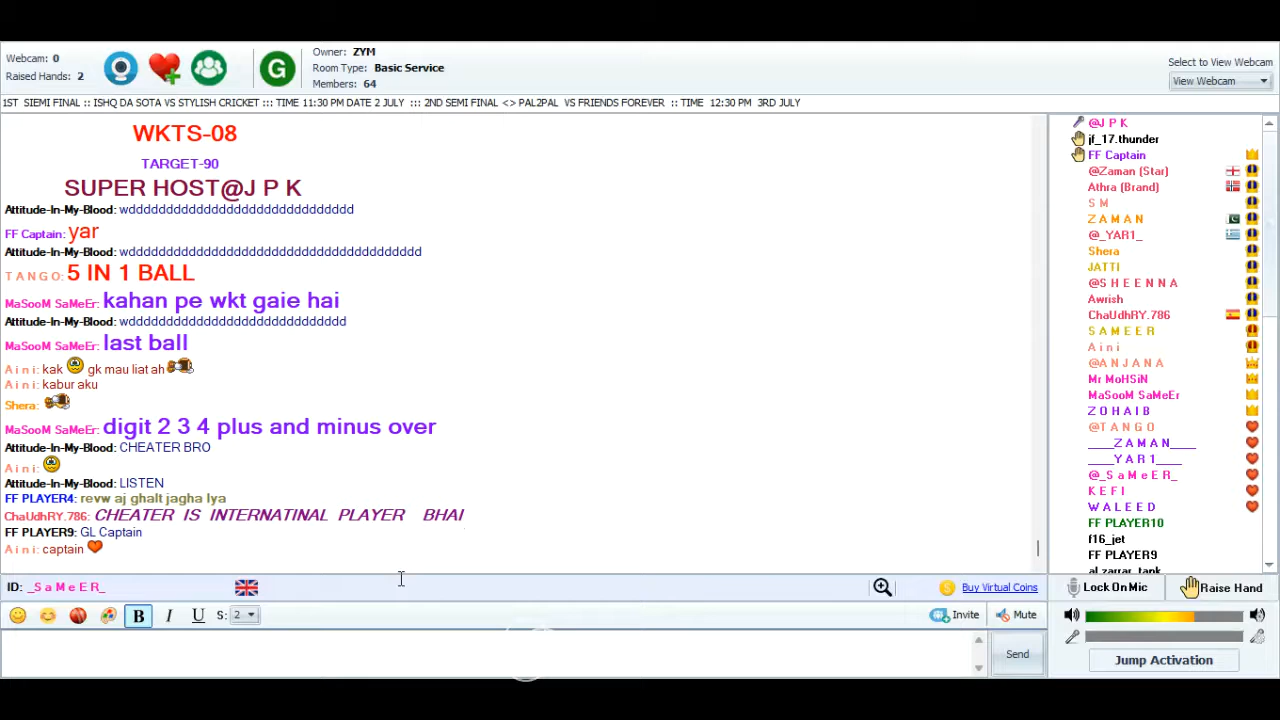 Webcam: 0
Raised Hands: 2
G
Owner: ZYM
Room Type: Basic Service
Members: 64
Select to View Webcam
View Webcam
1ST SIEMI FINAL :: ISHQ DA SOTA VS STYLISH CRICKET ::: TIME 11:30 PM DATE 2 JULY ::: 2ND SEMI FINAL <> PAL2PAL VS FRIENDS FOREVER :: TIME 12:30 PM 3RD JULY
WKTS-08
TARGET-90
SUPER HOST@J P K
Attitude-In-My-Blood: wdddddddddddddddddddddddddddddd
FF Captain: yar
Attitude-In-My-Blood: wddddddddddddddddddddddddddddddddddddddd
T A N G O: 5 IN 1 BALL
MaSooM SaMeEr: kahan pe wkt gaie hai
Attitude-In-My-Blood: wddddddddddddddddddddddddddddd
MaSooM SaMeEr: last ball
A i n i: kak gk mau liat ah
A i n i: kabur aku
Shera:
MaSooM SaMeEr: digit 2 3 4 plus and minus over
Attitude-In-My-Blood: CHEATER BRO
A i n i:
Attitude-In-My-Blood: LISTEN
FF PLAYER4: revw aj ghalt jagha lya
ChaUdhRY.786: CHEATER IS INTERNATINAL PLAYER BHAI
FF PLAYER9: GL Captain
A i n i: captain
@J P K
jf_17.thunder
FF Captain
@Zaman (Star)
Athra (Brand)
S M
Z A M A N
@_YAR1_
Shera
JATTI
@S H E E N N A
Awrish
ChaUdhRY.786
S A M E E R
A i n i
@A N J A N A
Mr MoHSiN
MaSooM SaMeEr
Z O H A I B
@T A N G O
____Z A M A N____
____Y A R 1____
@_S a M e E R_
K E F I
W A L E E D
FF PLAYER10
f16_jet
FF PLAYER9
al zarrar_tank
ID: _S a M e E R_
Buy Virtual Coins
Lock On Mic
Raise Hand
B I U S: 2
Invite
Mute
Send
Jump Activation